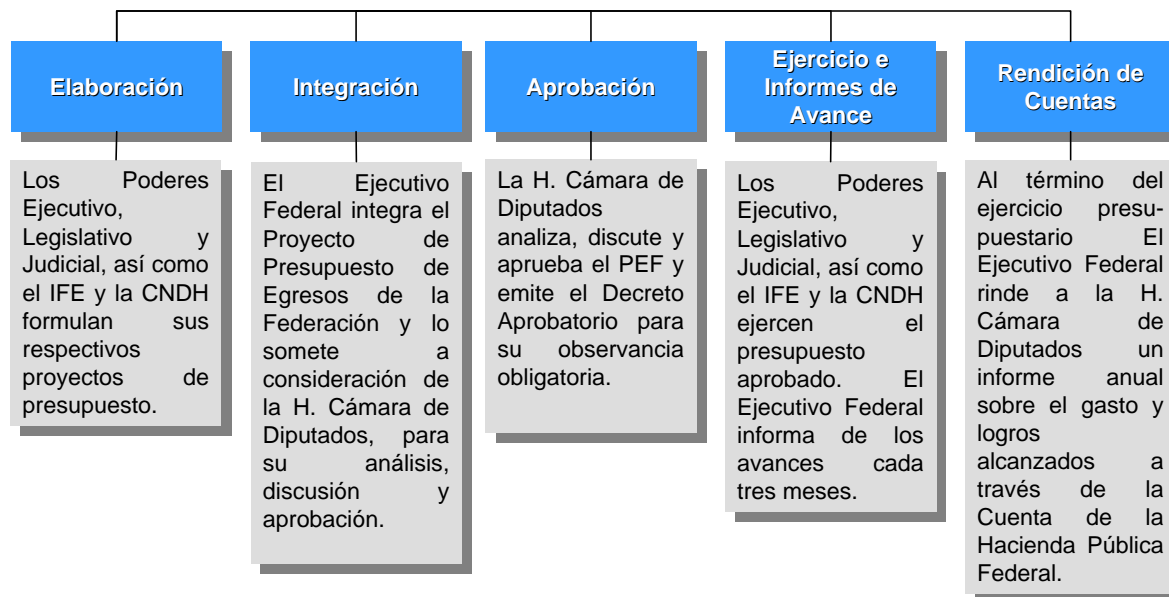 Elaboración
Los Poderes
Ejecutivo,
Legislativo y
Judicial, así como
el IFE y la CNDH
formulan sus
respectivos
proyectos de
presupuesto.
Integración
El Ejecutivo
Federal integra el
Proyecto de
Presupuesto de
Egresos de la
Federación y lo
somete a
consideración de
la H. Cámara de
Diputados, para
su análisis,
discusión y
aprobación.
Aprobación
La H. Cámara de
Diputados
analiza, discute y
aprueba el PEF y
emite el Decreto
Aprobatorio para
su observancia
obligatoria.
Ejercicio e
Informes de
Avance
Los Poderes
Ejecutivo,
Legislativo y
Judicial, así como
el IFE y la CNDH
ejercen el
presupuesto
aprobado. El
Ejecutivo Federal
informa de los
avances cada
tres meses.
Rendición de
Cuentas
Al término del
ejercicio presu-
puestario El
Ejecutivo Federal
rinde a la H.
Cámara de
Diputados un
informe anual
sobre el gasto y
logros
alcanzados a
través de la
Cuenta de la
Hacienda Pública
Federal.